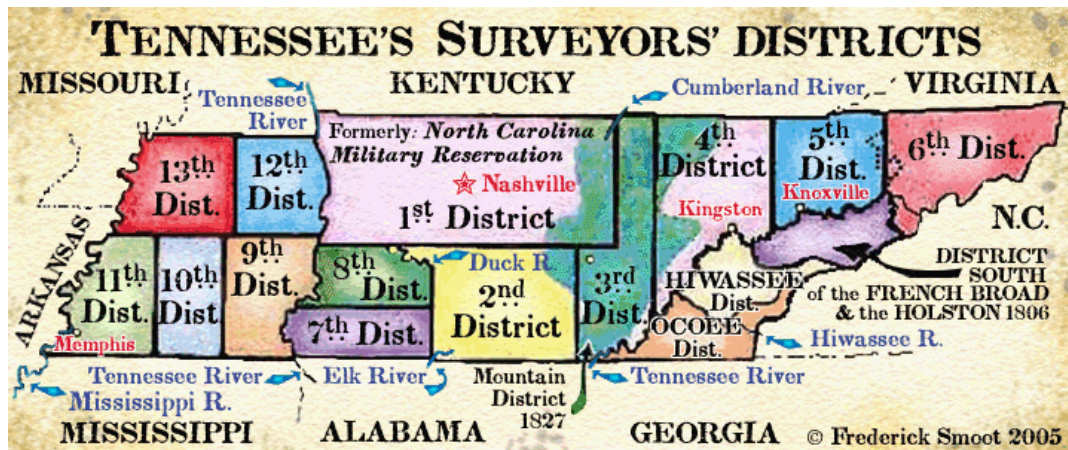 TENNESSEE'S SURVEYORS' DISTRICTS
MISSOURI
KENTUCKY
VIRGINIA
Tennessee
River
Cumberland River
Formerly: North Carolina
Military Reservation
Nashville
1st District
13th
Dist.
12th
Dist.
4th
District
Kingston
5th
Dist.
Knoxville
6th Dist.
N.C.
ARKANSAS
11th
Dist.
Memphis
10th
Dist.
9th
Dist.
8th
Dist.
7th Dist.
Duck R.
2nd
District
3rd
Dist.
HIWASSEE
Dist.
OCOEE
Dist.
DISTRICT
SOUTH
of the FRENCH BROAD
& the HOLSTON 1806
Hiwassee R.
Tennessee River
Mississippi R.
Elk River
Mountain
District
1827
Tennessee River
MISSISSIPPI
ALABAMA
GEORGIA
© Frederick Smoot 2005